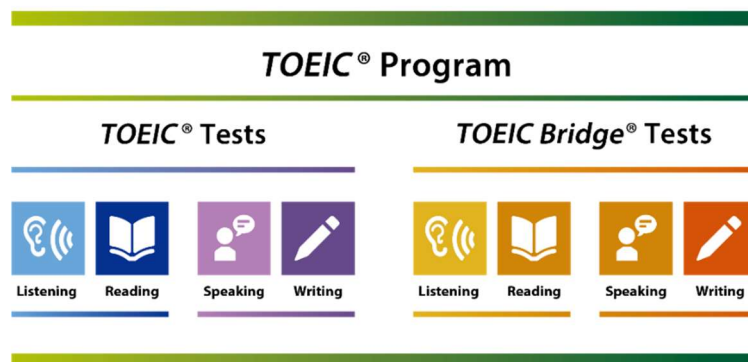 TOEIC® Program
TOEIC® Tests
Listening Reading Speaking Writing
TOEIC Bridge® Tests
Listening Reading Speaking Writing